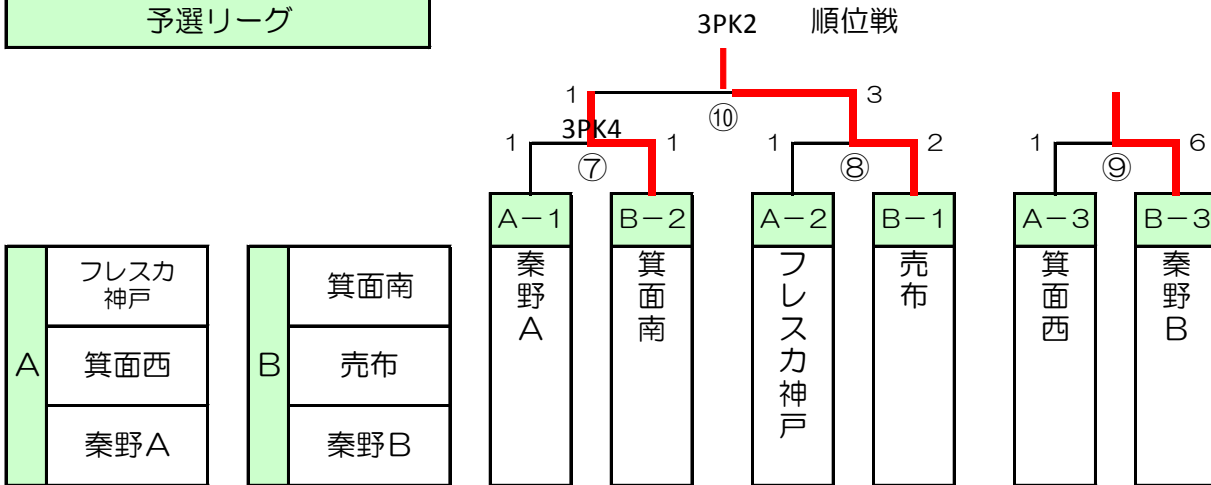 予選リーグ
3PK2 順位戦
1 3
⑩
3PK4
1 1 1 2 1 6
⑦ ⑧ ⑨
A-1 B-2 A-2 B-1 A-3 B-3
秦野A
箕面南
フレスカ神戸
売布
箕面西
秦野B
A
フレスカ
神戸
箕面西
秦野A
B
箕面南
売布
秦野B